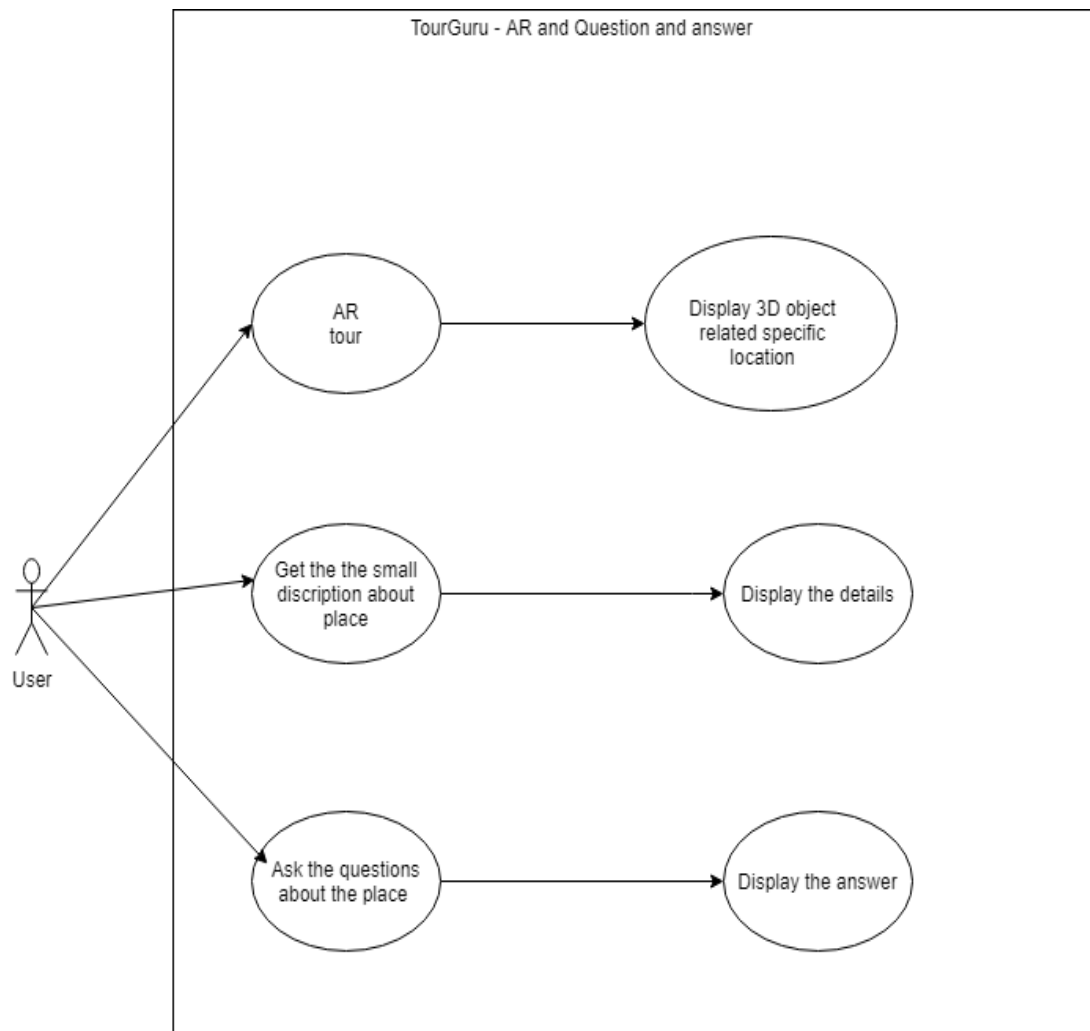 TourGuru - AR and Question and answer
AR
tour
Display 3D object
related specific
location
Get the the small
discription about
place
Display the details
User
Ask the questions
about the place
Display the answer